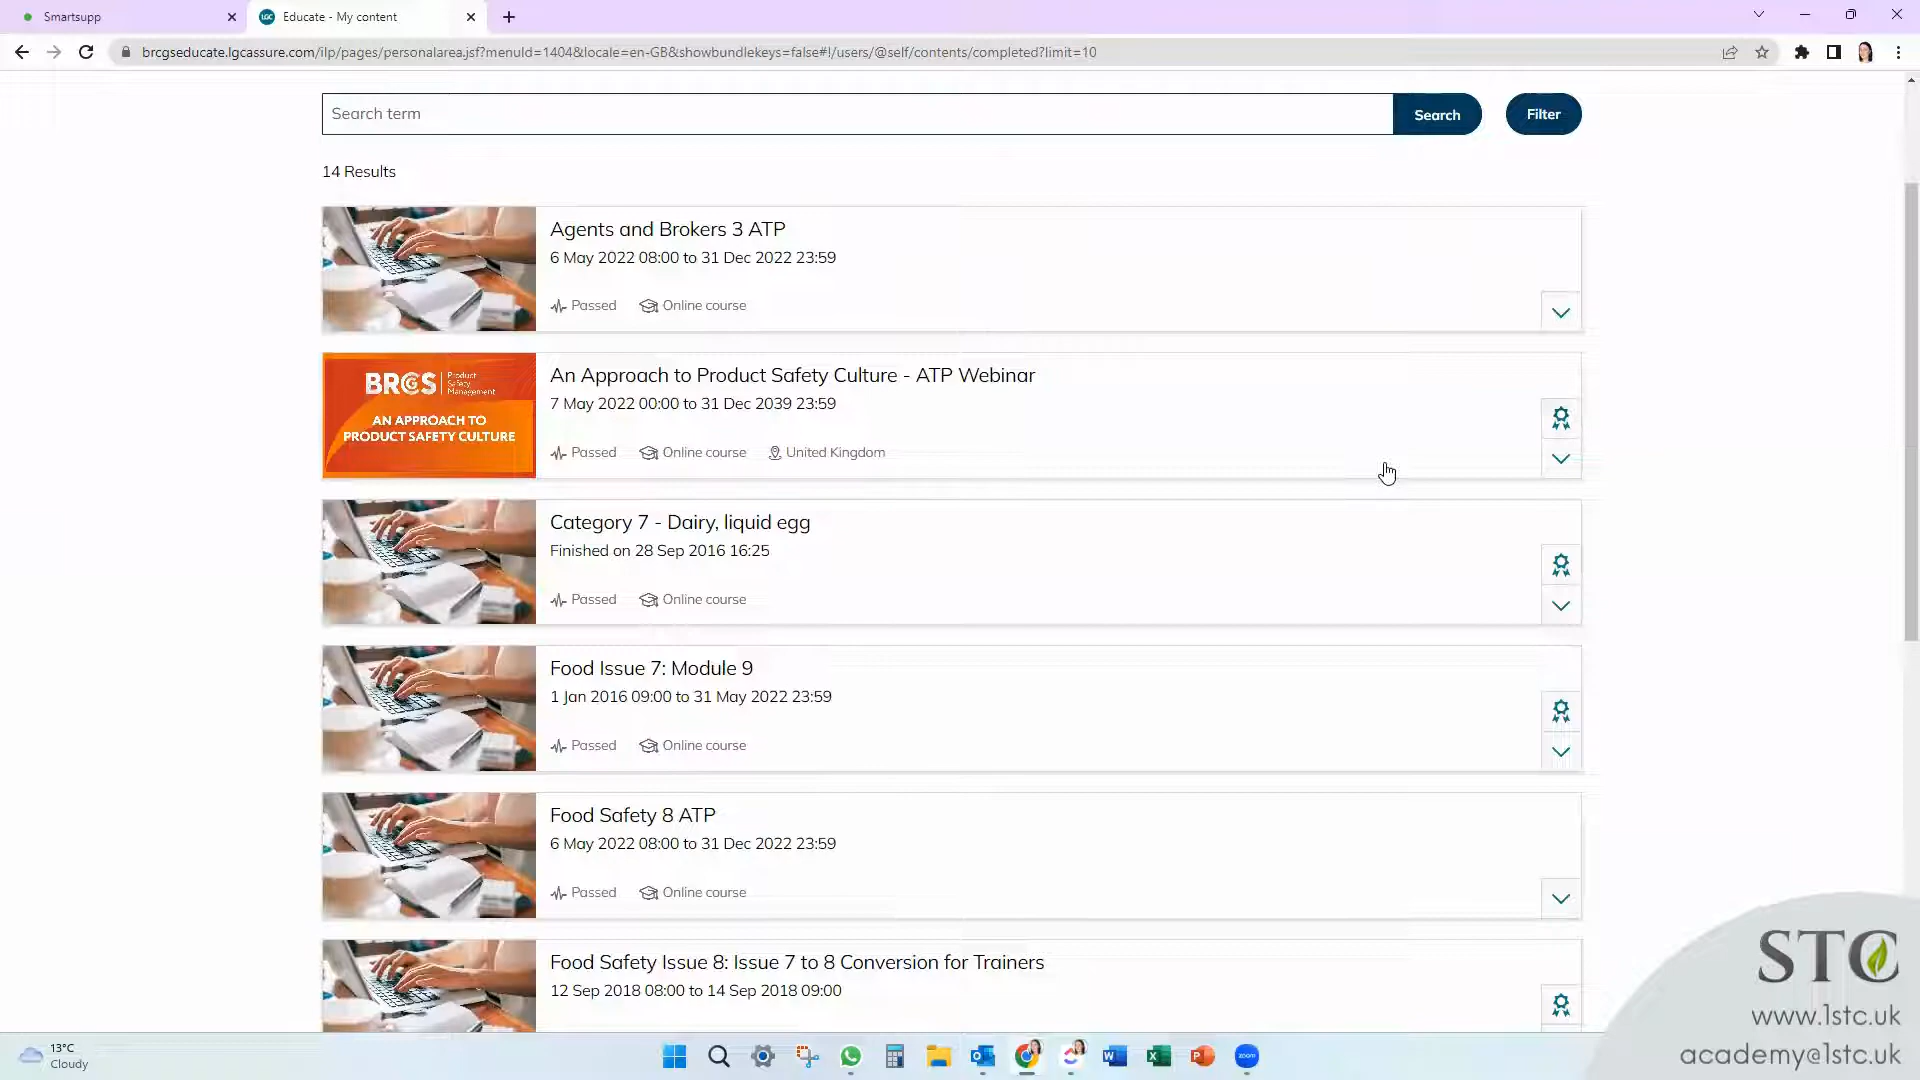 Smartsupp
LGC Educate - My content
brcgseducate.lgcassure.com/ilp/pages/personalarea.jsf?menuId=1404&locale=en-GB&showbundlekeys=false#!/users/@self/contents/completed?limit=10
Search term
Search
Filter
14 Results
Agents and Brokers 3 ATP
6 May 2022 08:00 to 31 Dec 2022 23:59
Passed Online course
BRCGS Product Safety Management
AN APPROACH TO
PRODUCT SAFETY CULTURE
An Approach to Product Safety Culture - ATP Webinar
7 May 2022 00:00 to 31 Dec 2039 23:59
Passed Online course United Kingdom
Category 7 - Dairy, liquid egg
Finished on 28 Sep 2016 16:25
Passed Online course
Food Issue 7: Module 9
1 Jan 2016 09:00 to 31 May 2022 23:59
Passed Online course
Food Safety 8 ATP
6 May 2022 08:00 to 31 Dec 2022 23:59
Passed Online course
Food Safety Issue 8: Issue 7 to 8 Conversion for Trainers
12 Sep 2018 08:00 to 14 Sep 2018 09:00
STC
www.1stc.uk
academy@1stc.uk
13°C
Cloudy
zoom